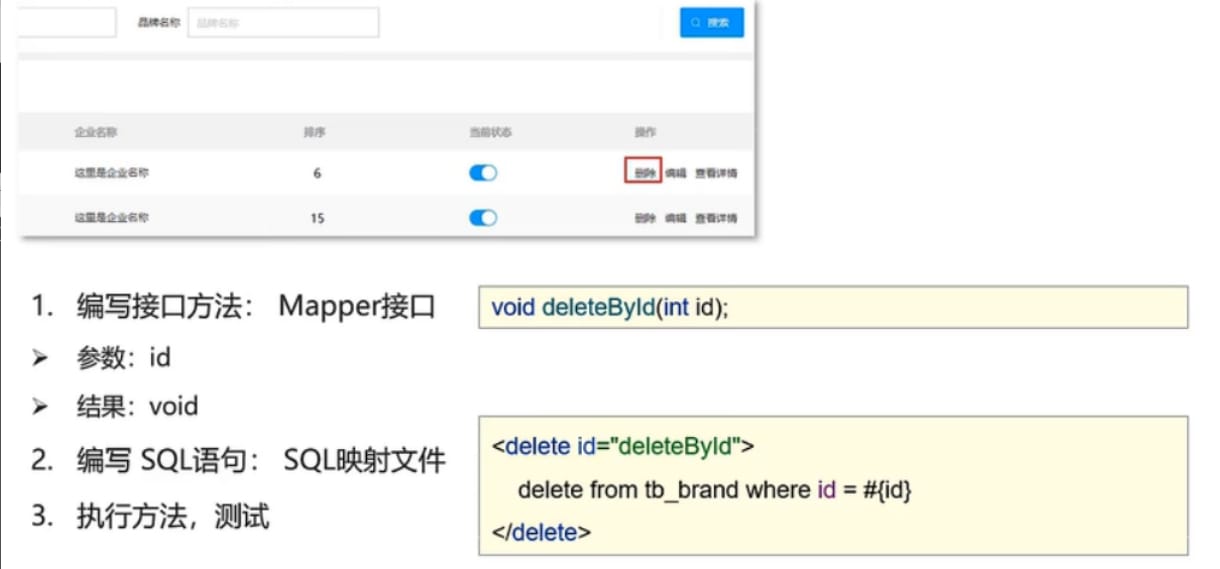 品牌名称 品牌名称 搜索
企业名称 排序 当前状态 操作
这里是企业名称 6 删除 编辑 查看详情
这里是企业名称 15 删除 编辑 查看详情
1. 编写接口方法： Mapper接口
void deleteById(int id);
➢ 参数：id
➢ 结果：void
2. 编写 SQL语句： SQL映射文件
3. 执行方法，测试
<delete id="deleteById">
delete from tb_brand where id = #{id}
</delete>